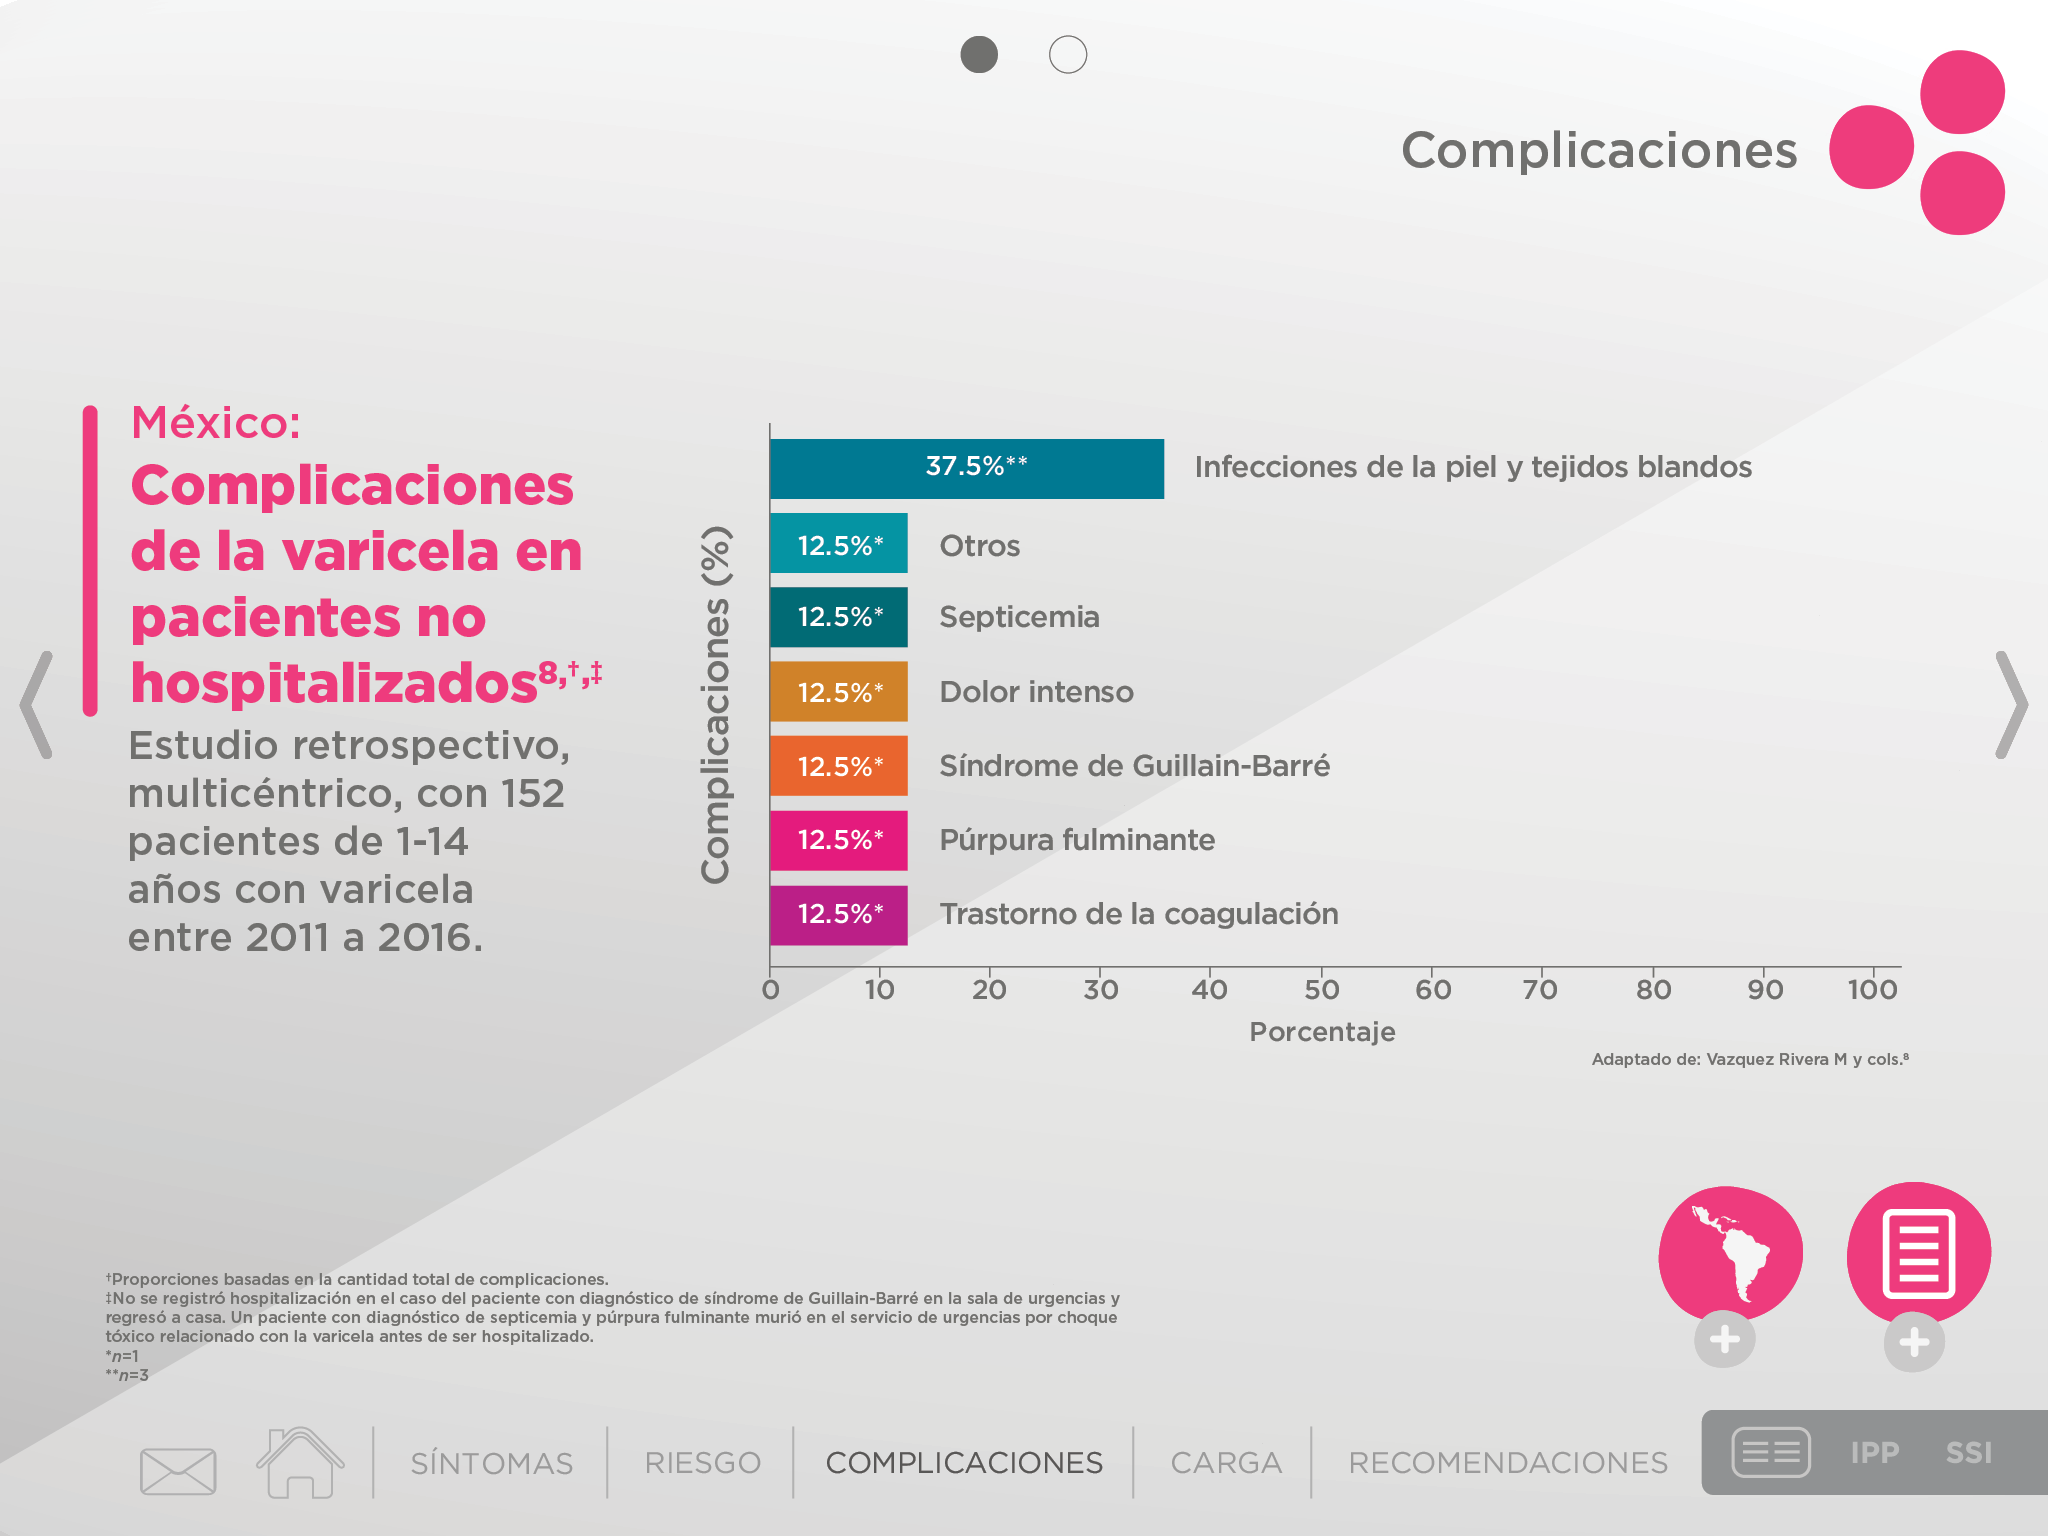 Complicaciones
México:
Complicaciones
de la varicela en
pacientes no
hospitalizados⁸,†,‡
Estudio retrospectivo,
multicéntrico, con 152
pacientes de 1-14
años con varicela
entre 2011 a 2016.
Complicaciones (%)
37.5%** Infecciones de la piel y tejidos blandos
12.5%* Otros
12.5%* Septicemia
12.5%* Dolor intenso
12.5%* Síndrome de Guillain-Barré
12.5%* Púrpura fulminante
12.5%* Trastorno de la coagulación
0 10 20 30 40 50 60 70 80 90 100
Porcentaje
Adaptado de: Vazquez Rivera M y cols.⁸
†Proporciones basadas en la cantidad total de complicaciones.
‡No se registró hospitalización en el caso del paciente con diagnóstico de síndrome de Guillain-Barré en la sala de urgencias y
regresó a casa. Un paciente con diagnóstico de septicemia y púrpura fulminante murió en el servicio de urgencias por choque
tóxico relacionado con la varicela antes de ser hospitalizado.
*n=1
**n=3
SÍNTOMAS RIESGO COMPLICACIONES CARGA RECOMENDACIONES IPP SSI